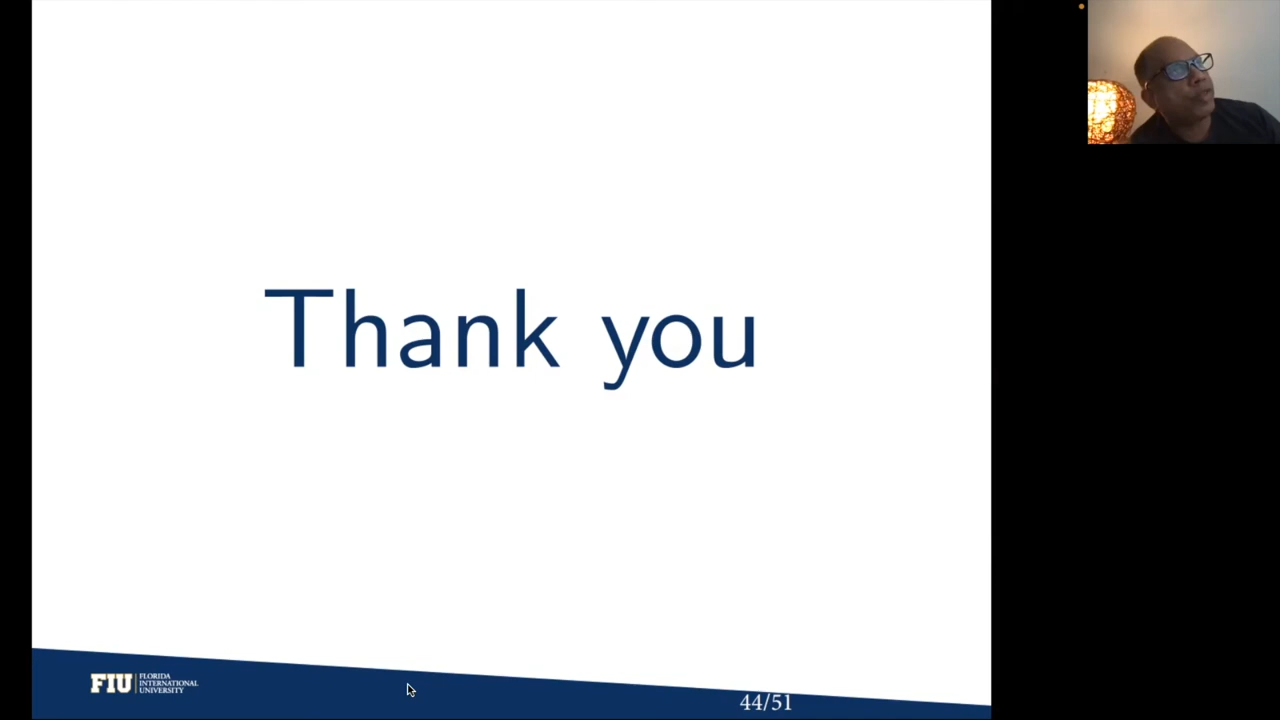 Thank you
FIU
FLORIDA
INTERNATIONAL
UNIVERSITY
44/51